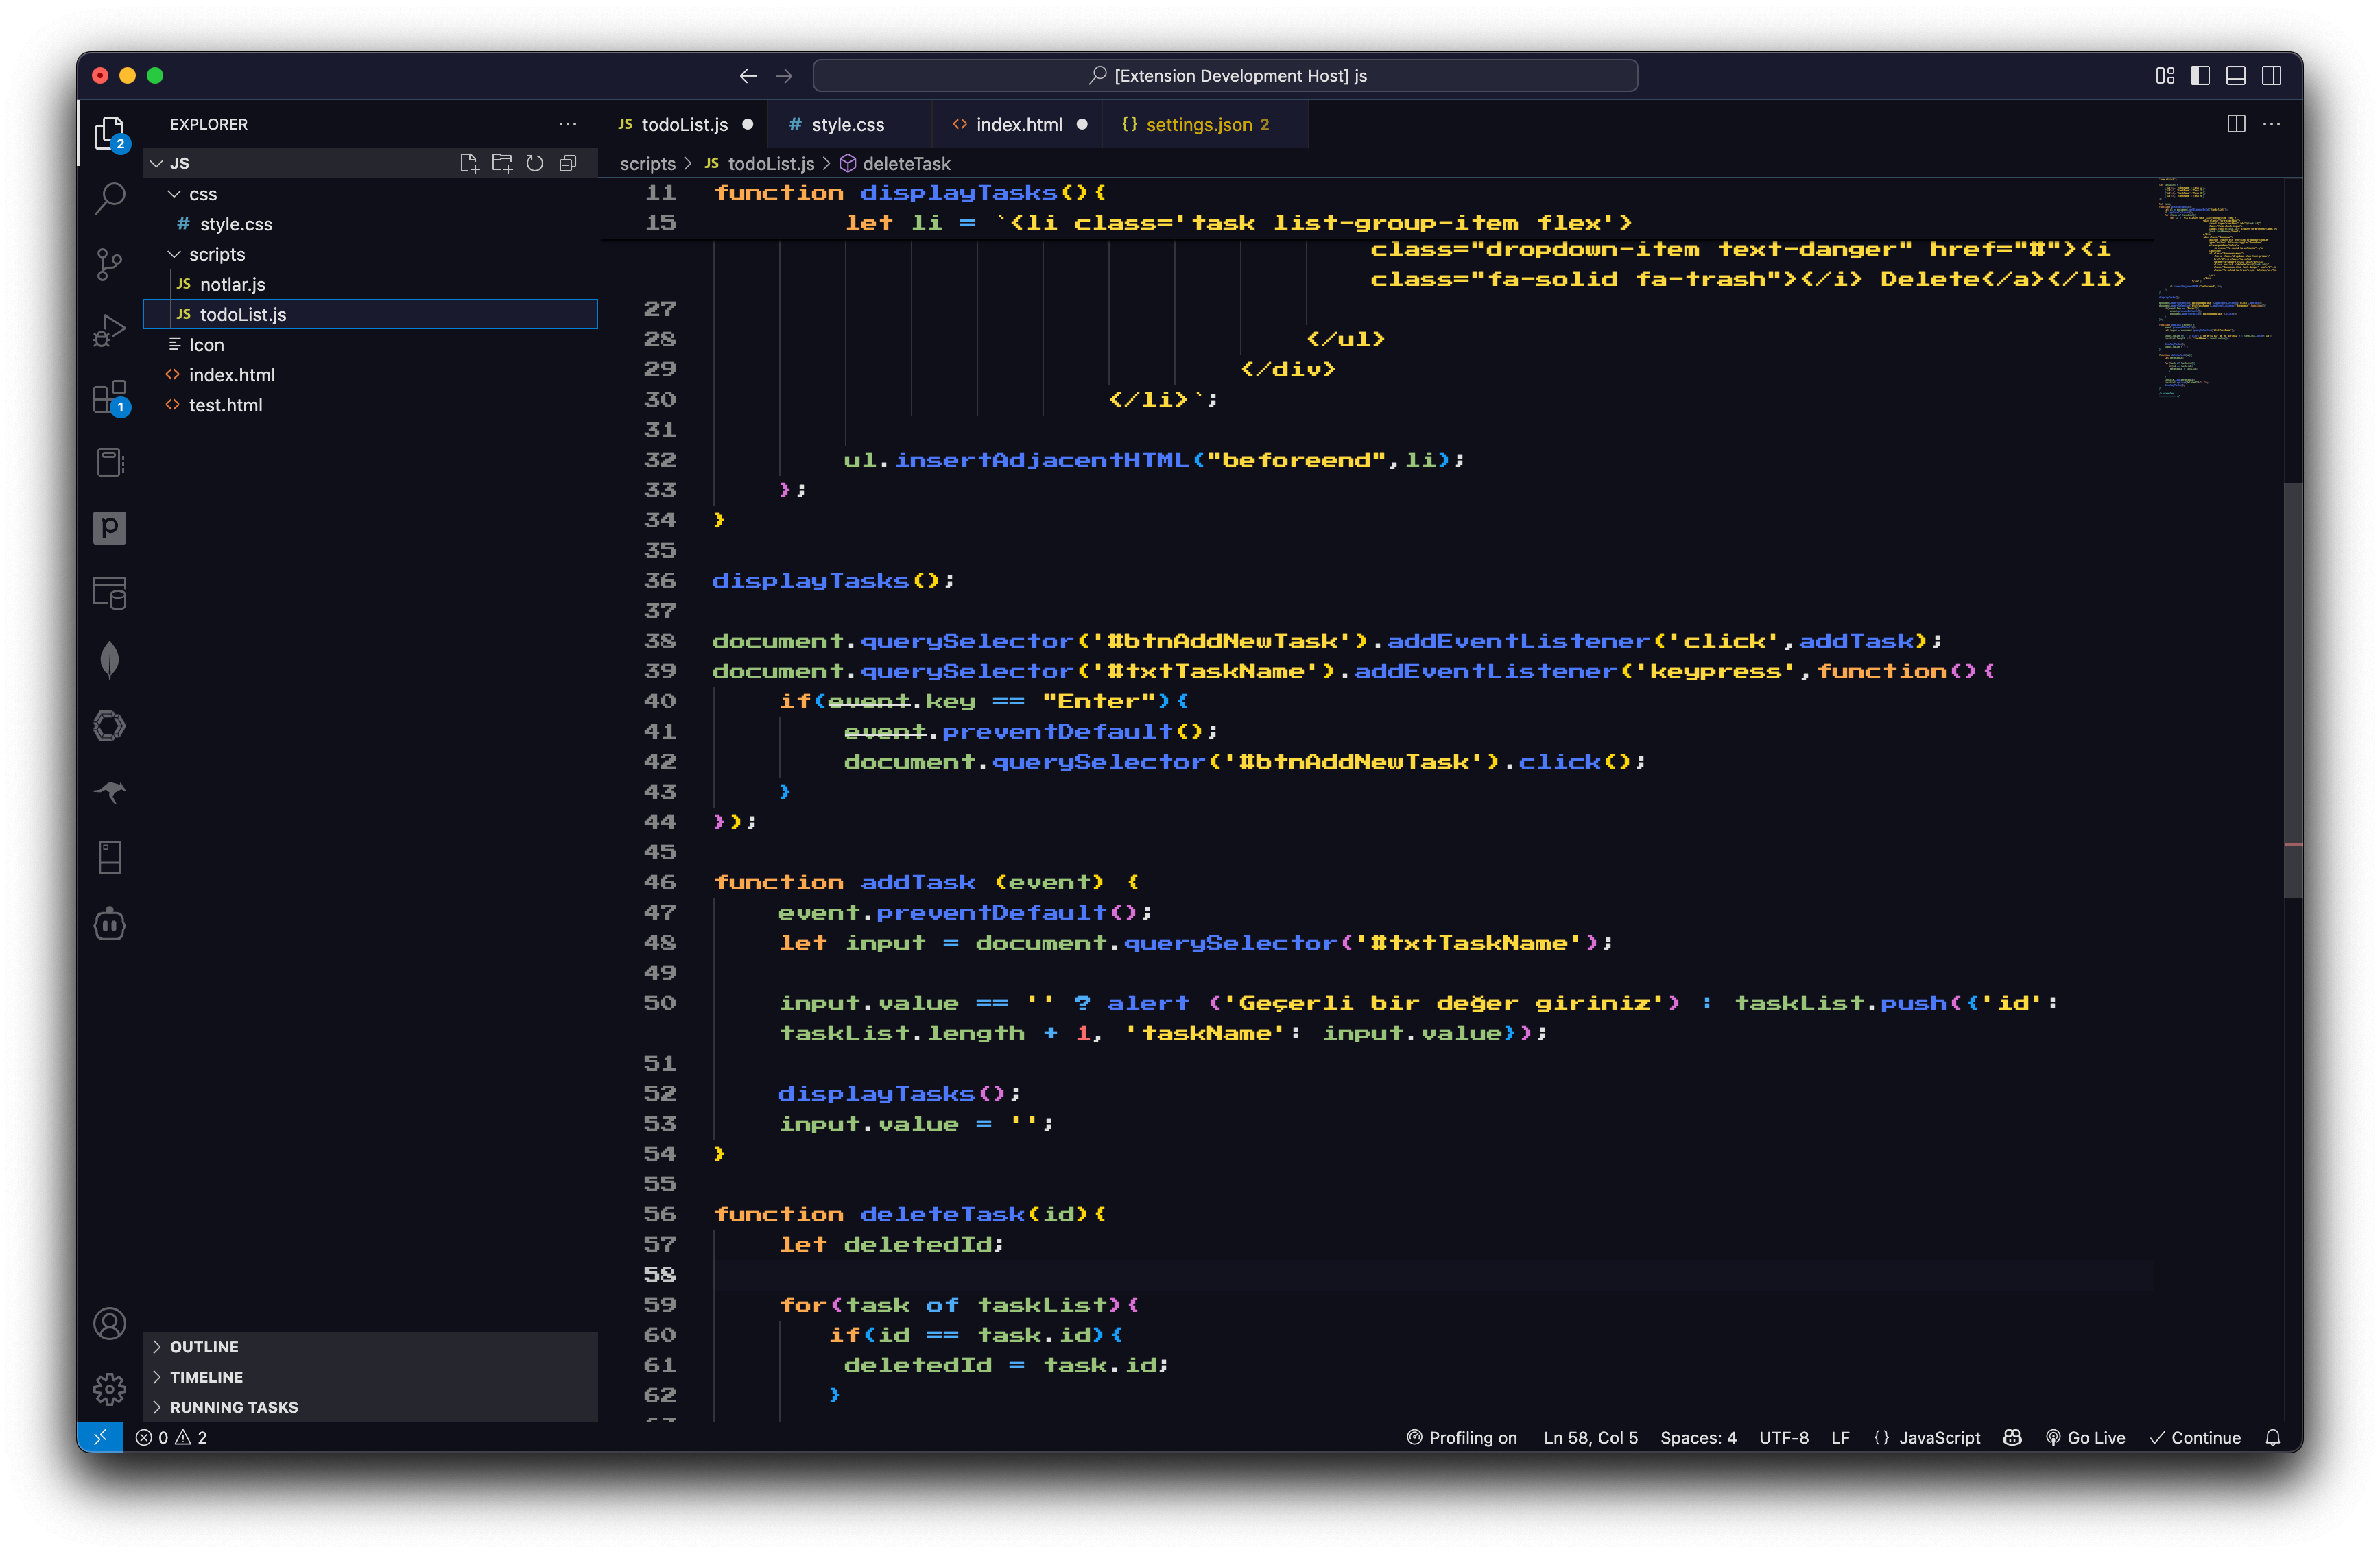 [Extension Development Host] js
EXPLORER
JS todoList.js
# style.css
<> index.html
{} settings.json 2
JS
scripts > JS todoList.js > deleteTask
css
# style.css
scripts
JS notlar.js
JS todoList.js
Icon
<> index.html
<> test.html
2
1
OUTLINE
TIMELINE
RUNNING TASKS
11 function displayTasks(){
15 let li = `<li class='task list-group-item flex'>
class="dropdown-item text-danger" href="#"><i
class="fa-solid fa-trash"></i> Delete</a></li>
27
28 </ul>
29 </div>
30 </li>`;
31
32 ul.insertAdjacentHTML("beforeend",li);
33 };
34 }
35
36 displayTasks();
37
38 document.querySelector('#btnAddNewTask').addEventListener('click',addTask);
39 document.querySelector('#txtTaskName').addEventListener('keypress',function(){
40 if(event.key == "Enter"){
41 event.preventDefault();
42 document.querySelector('#btnAddNewTask').click();
43 }
44 });
45
46 function addTask (event) {
47 event.preventDefault();
48 let input = document.querySelector('#txtTaskName');
49
50 input.value == '' ? alert ('Geçerli bir değer giriniz') : taskList.push({'id':
taskList.length + 1, 'taskName': input.value});
51
52 displayTasks();
53 input.value = '';
54 }
55
56 function deleteTask(id){
57 let deletedId;
58
59 for(task of taskList){
60 if(id == task.id){
61 deletedId = task.id;
62 }
0 2
Profiling on
Ln 58, Col 5
Spaces: 4
UTF-8
LF
{} JavaScript
Go Live
Continue